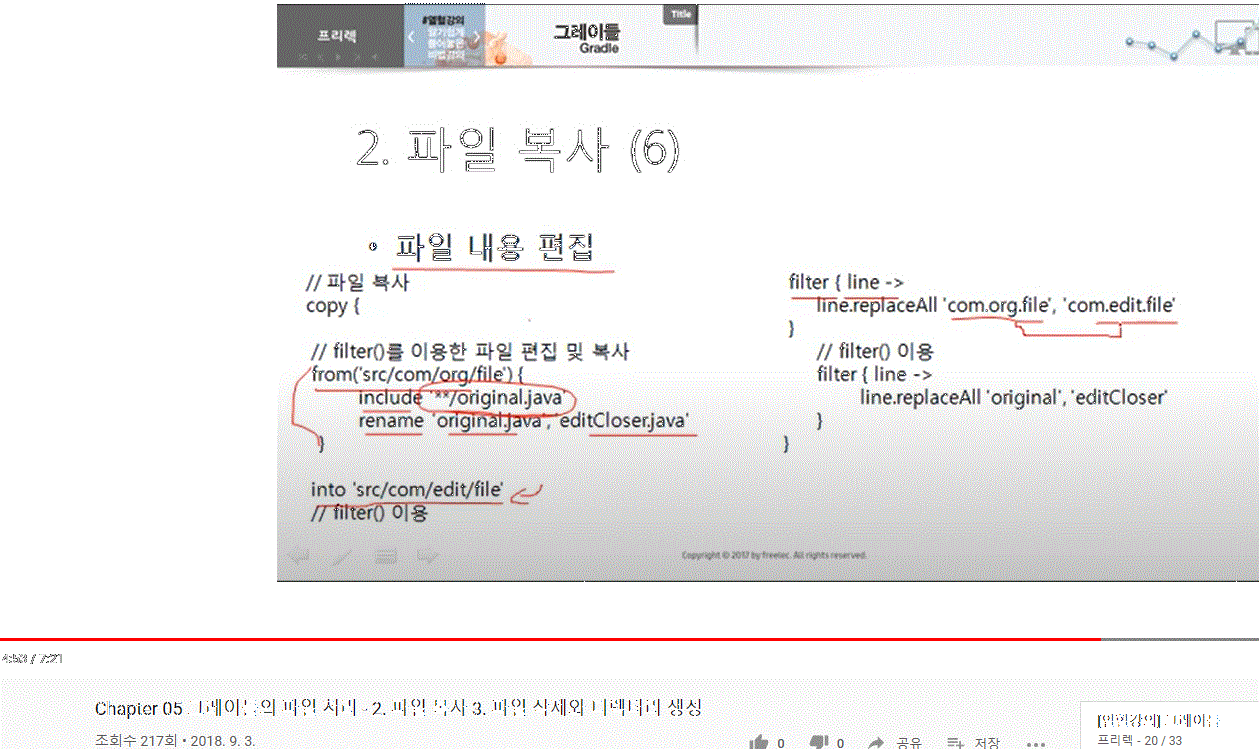 프리렉
#열혈강의
그레이들
Gradle
Title
2. 파일 복사 (6)
• 파일 내용 편집
// 파일 복사
copy {
// filter()를 이용한 파일 편집 및 복사
from('src/com/org/file') {
include '**/original.java'
rename 'original.java', 'editCloser.java'
}
into 'src/com/edit/file'
// filter() 이용
filter { line ->
line.replaceAll 'com.org.file', 'com.edit.file'
}
// filter() 이용
filter { line ->
line.replaceAll 'original', 'editCloser'
}
}
Copyright © 2017 by freelec. All rights reserved.
4:53 / 7:21
Chapter 05. 그레이들의 파일 처리 - 2. 파일 복사 3. 파일 삭제와 디렉터리 생성
조회수 217회 • 2018. 9. 3.
0
0
공유
저장
[열혈강의] 그레이들
프리렉 - 20 / 33